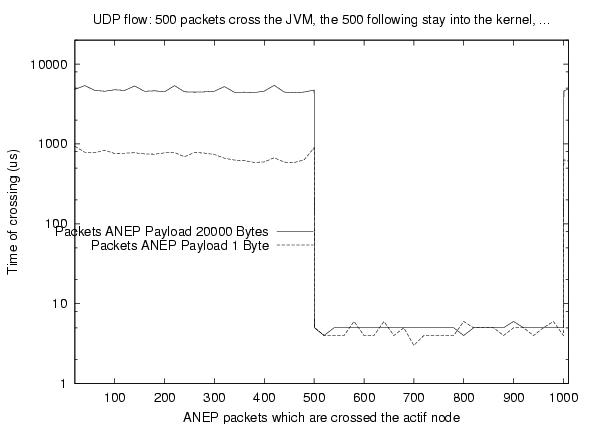 UDP flow: 500 packets cross the JVM, the 500 following stay into the kernel, ...
10000
1000
100
10
1
Time of crossing (us)
Packets ANEP Payload 20000 Bytes
Packets ANEP Payload 1 Byte
100 200 300 400 500 600 700 800 900 1000
ANEP packets which are crossed the actif node